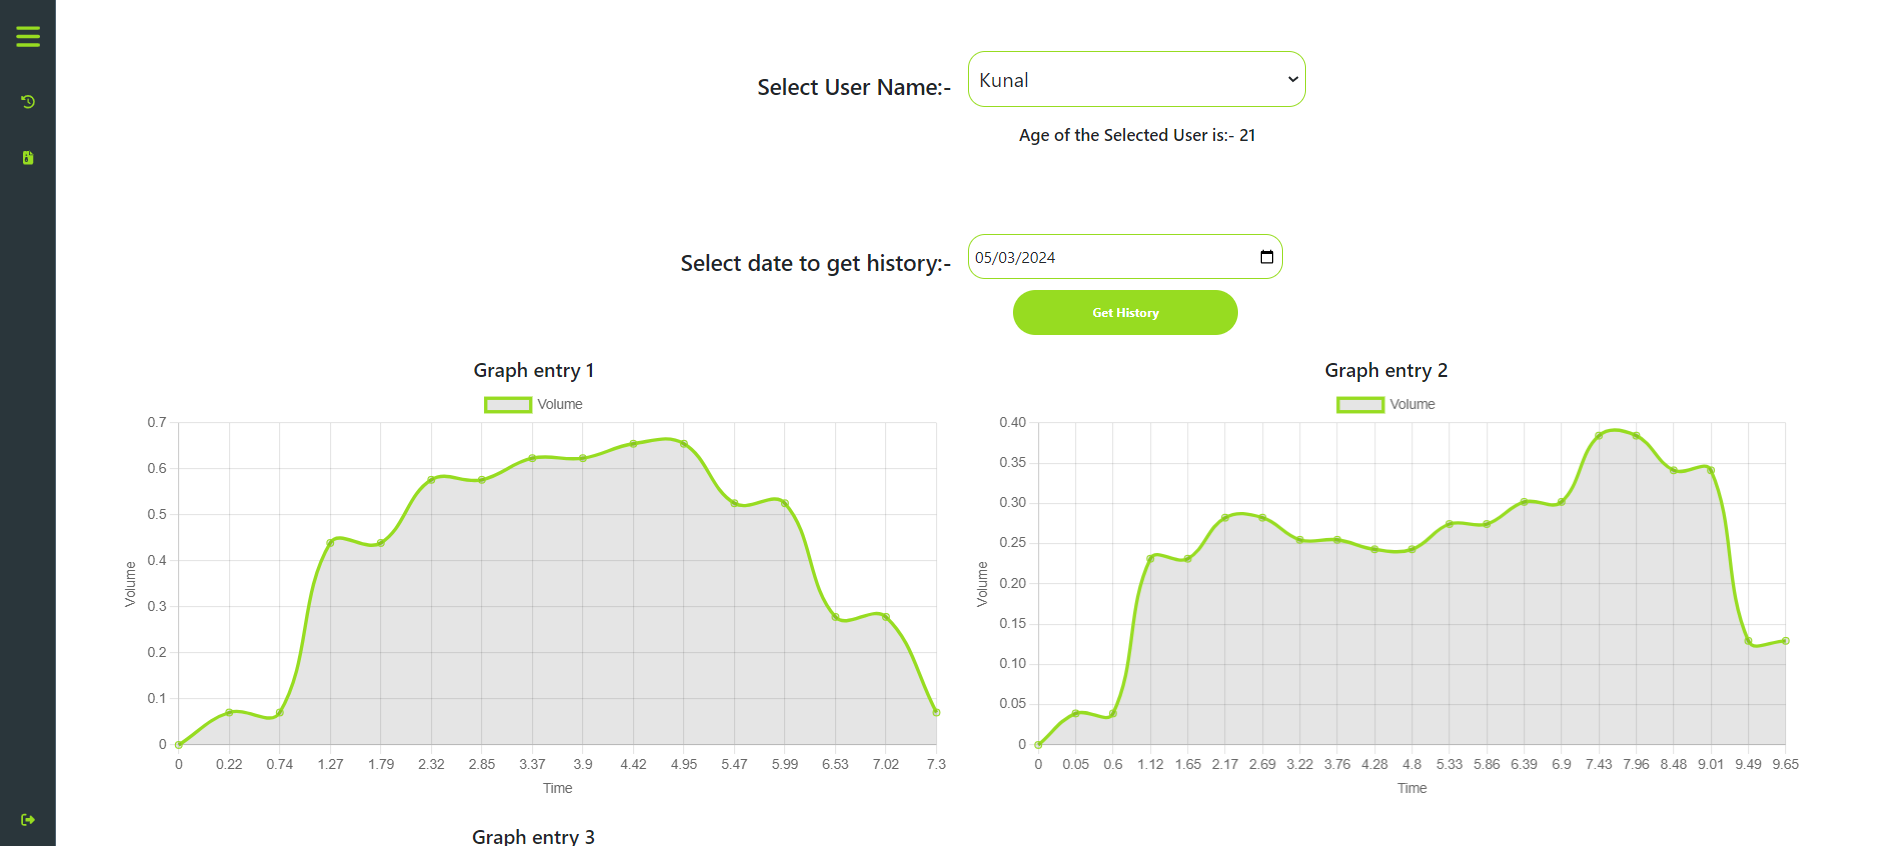 Select User Name:-
Kunal
Age of the Selected User is:- 21
Select date to get history:-
05/03/2024
Get History
Graph entry 1
Volume
0.7
0.6
0.5
0.4
0.3
0.2
0.1
0
Volume
0 0.22 0.74 1.27 1.79 2.32 2.85 3.37 3.9 4.42 4.95 5.47 5.99 6.53 7.02 7.3
Time
Graph entry 2
Volume
0.40
0.35
0.30
0.25
0.20
0.15
0.10
0.05
0
Volume
0 0.05 0.6 1.12 1.65 2.17 2.69 3.22 3.76 4.28 4.8 5.33 5.86 6.39 6.9 7.43 7.96 8.48 9.01 9.49 9.65
Time
Graph entry 3